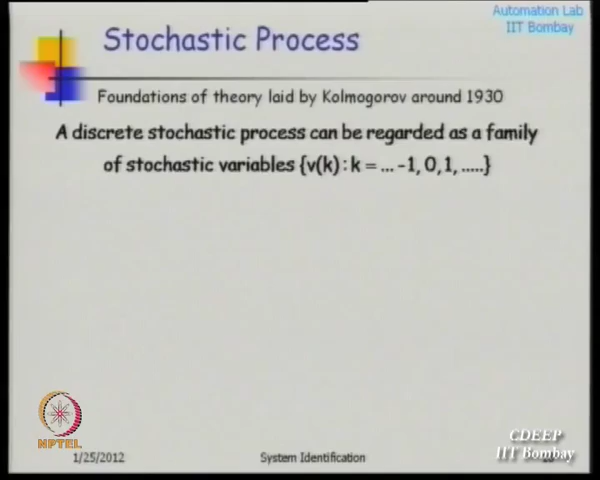 Automation Lab
IIT Bombay
Stochastic Process
Foundations of theory laid by Kolmogorov around 1930
A discrete stochastic process can be regarded as a family
of stochastic variables {v(k) : k = ... -1, 0, 1, .....}
NPTEL
1/25/2012
System Identification
CDEEP
IIT Bombay